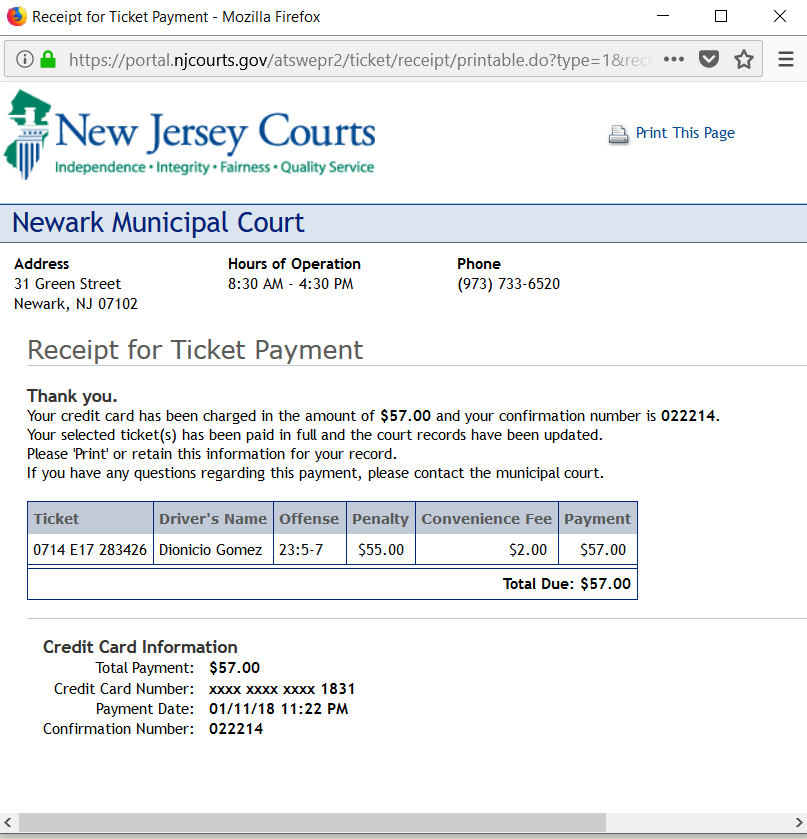 Receipt for Ticket Payment - Mozilla Firefox
https://portal.njcourts.gov/atswepr2/ticket/receipt/printable.do?type=1&rece
New Jersey Courts
Independence • Integrity • Fairness • Quality Service
Print This Page
Newark Municipal Court
Address Hours of Operation Phone
31 Green Street 8:30 AM - 4:30 PM (973) 733-6520
Newark, NJ 07102
Receipt for Ticket Payment
Thank you.
Your credit card has been charged in the amount of $57.00 and your confirmation number is 022214.
Your selected ticket(s) has been paid in full and the court records have been updated.
Please 'Print' or retain this information for your record.
If you have any questions regarding this payment, please contact the municipal court.
Ticket Driver's Name Offense Penalty Convenience Fee Payment
0714 E17 283426 Dionicio Gomez 23:5-7 $55.00 $2.00 $57.00
Total Due: $57.00
Credit Card Information
Total Payment: $57.00
Credit Card Number: xxxx xxxx xxxx 1831
Payment Date: 01/11/18 11:22 PM
Confirmation Number: 022214